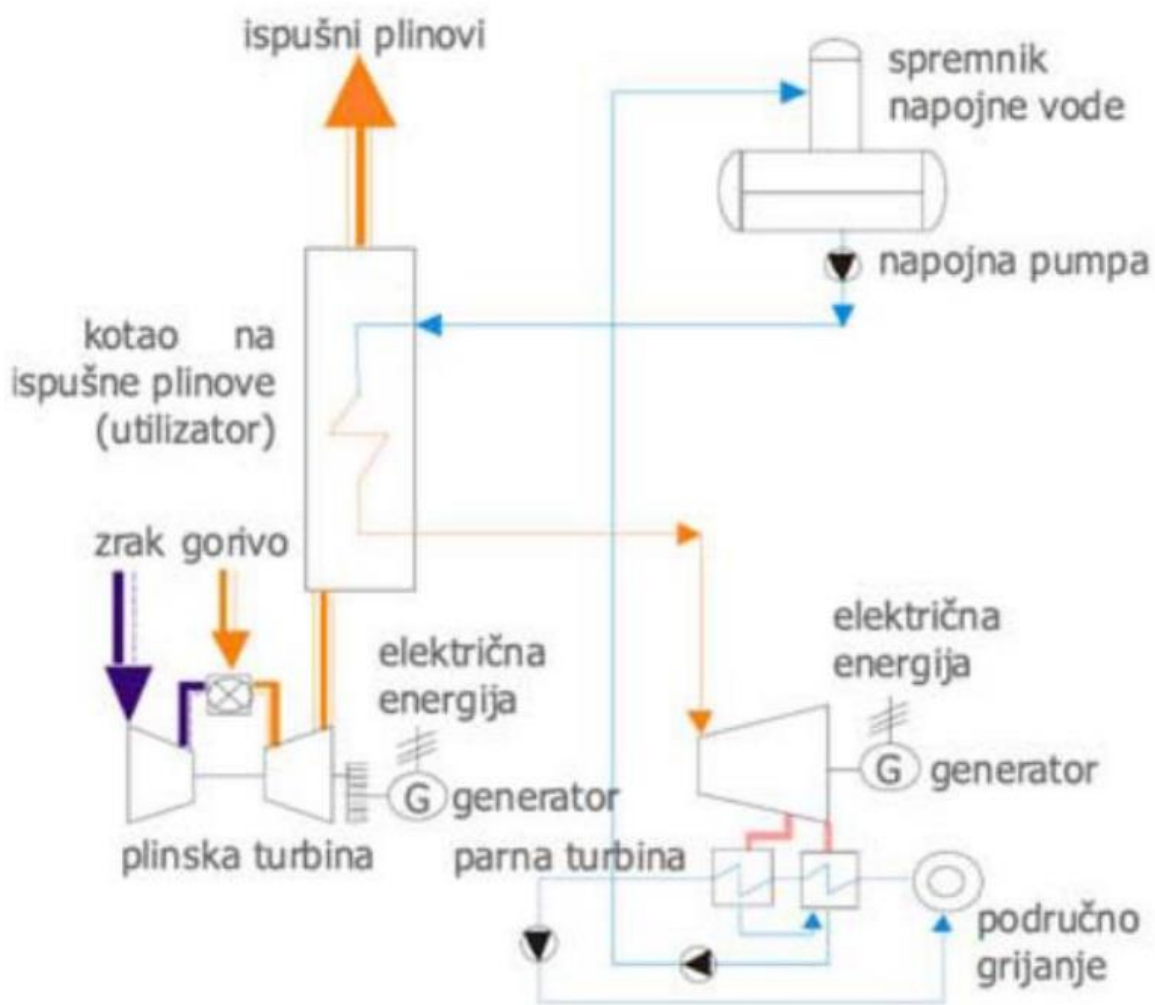 ispušni plinovi
spremnik
napojne vode
napojna pumpa
kotao na
ispušne plinove
(utilizator)
zrak gorivo
električna
energija
električna
energija
G generator
G generator
plinska turbina
parna turbina
područno
grijanje